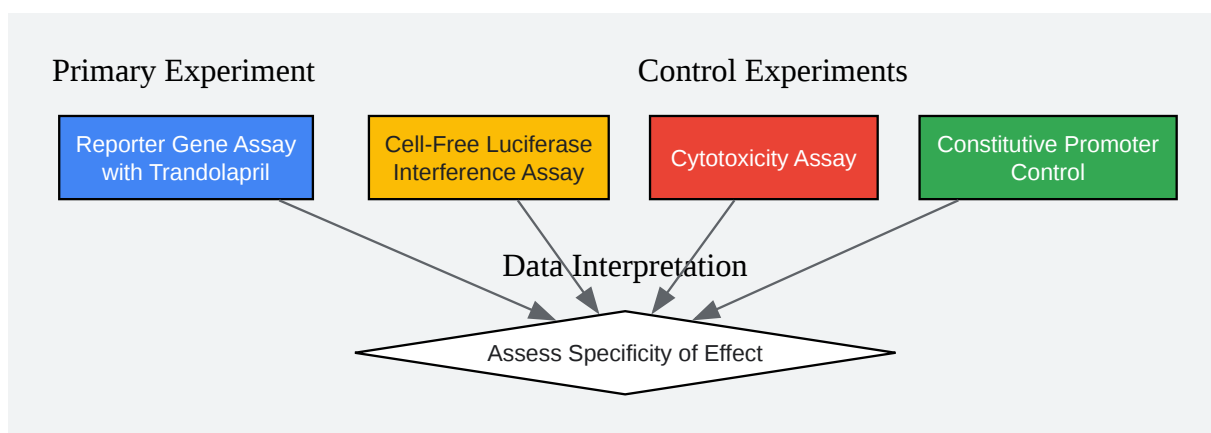 Primary Experiment
Control Experiments
Reporter Gene Assay
with Trandolapril
Cell-Free Luciferase
Interference Assay
Cytotoxicity Assay
Constitutive Promoter
Control
Data Interpretation
Assess Specificity of Effect